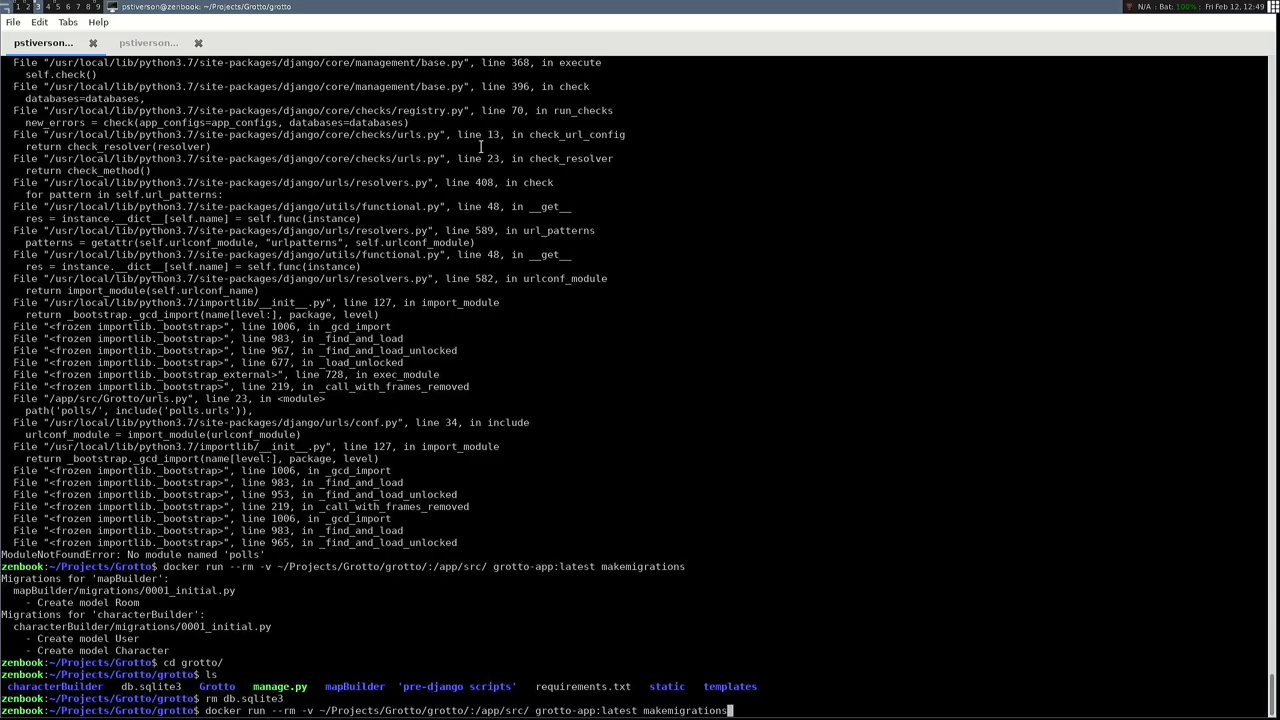 1 2 3 4 5 6 7 8 9 pstiverson@zenbook: ~/Projects/Grotto/grotto N/A : Bat: 100% : Fri Feb 12, 12:49
File Edit Tabs Help
pstiverson... pstiverson...
File "/usr/local/lib/python3.7/site-packages/django/core/management/base.py", line 368, in execute
self.check()
File "/usr/local/lib/python3.7/site-packages/django/core/management/base.py", line 396, in check
databases=databases,
File "/usr/local/lib/python3.7/site-packages/django/core/checks/registry.py", line 70, in run_checks
new_errors = check(app_configs=app_configs, databases=databases)
File "/usr/local/lib/python3.7/site-packages/django/core/checks/urls.py", line 13, in check_url_config
return check_resolver(resolver)
File "/usr/local/lib/python3.7/site-packages/django/core/checks/urls.py", line 23, in check_resolver
return check_method()
File "/usr/local/lib/python3.7/site-packages/django/urls/resolvers.py", line 408, in check
for pattern in self.url_patterns:
File "/usr/local/lib/python3.7/site-packages/django/utils/functional.py", line 48, in __get__
res = instance.__dict__[self.name] = self.func(instance)
File "/usr/local/lib/python3.7/site-packages/django/urls/resolvers.py", line 589, in url_patterns
patterns = getattr(self.urlconf_module, "urlpatterns", self.urlconf_module)
File "/usr/local/lib/python3.7/site-packages/django/utils/functional.py", line 48, in __get__
res = instance.__dict__[self.name] = self.func(instance)
File "/usr/local/lib/python3.7/site-packages/django/urls/resolvers.py", line 582, in urlconf_module
return import_module(self.urlconf_name)
File "/usr/local/lib/python3.7/importlib/__init__.py", line 127, in import_module
return _bootstrap._gcd_import(name[level:], package, level)
File "<frozen importlib._bootstrap>", line 1006, in _gcd_import
File "<frozen importlib._bootstrap>", line 983, in _find_and_load
File "<frozen importlib._bootstrap>", line 967, in _find_and_load_unlocked
File "<frozen importlib._bootstrap>", line 677, in _load_unlocked
File "<frozen importlib._bootstrap_external>", line 728, in exec_module
File "<frozen importlib._bootstrap>", line 219, in _call_with_frames_removed
File "/app/src/Grotto/urls.py", line 23, in <module>
path('polls/', include('polls.urls')),
File "/usr/local/lib/python3.7/site-packages/django/urls/conf.py", line 34, in include
urlconf_module = import_module(urlconf_module)
File "/usr/local/lib/python3.7/importlib/__init__.py", line 127, in import_module
return _bootstrap._gcd_import(name[level:], package, level)
File "<frozen importlib._bootstrap>", line 1006, in _gcd_import
File "<frozen importlib._bootstrap>", line 983, in _find_and_load
File "<frozen importlib._bootstrap>", line 953, in _find_and_load_unlocked
File "<frozen importlib._bootstrap>", line 219, in _call_with_frames_removed
File "<frozen importlib._bootstrap>", line 1006, in _gcd_import
File "<frozen importlib._bootstrap>", line 983, in _find_and_load
File "<frozen importlib._bootstrap>", line 965, in _find_and_load_unlocked
ModuleNotFoundError: No module named 'polls'
zenbook:~/Projects/Grotto$ docker run --rm -v ~/Projects/Grotto/grotto/:/app/src/ grotto-app:latest makemigrations
Migrations for 'mapBuilder':
mapBuilder/migrations/0001_initial.py
- Create model Room
Migrations for 'characterBuilder':
characterBuilder/migrations/0001_initial.py
- Create model User
- Create model Character
zenbook:~/Projects/Grotto$ cd grotto/
zenbook:~/Projects/Grotto/grotto$ ls
characterBuilder db.sqlite3 Grotto manage.py mapBuilder 'pre-django scripts' requirements.txt static templates
zenbook:~/Projects/Grotto/grotto$ rm db.sqlite3
zenbook:~/Projects/Grotto/grotto$ docker run --rm -v ~/Projects/Grotto/grotto/:/app/src/ grotto-app:latest makemigrations